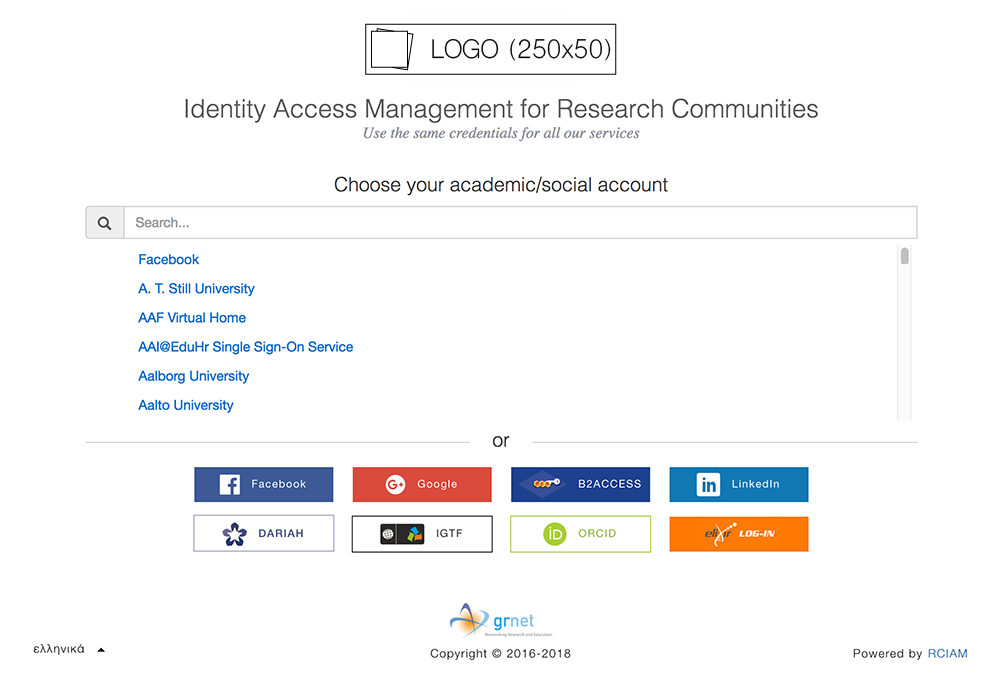 LOGO (250x50)
Identity Access Management for Research Communities
Use the same credentials for all our services
Choose your academic/social account
Search...
Facebook
A. T. Still University
AAF Virtual Home
AAI@EduHr Single Sign-On Service
Aalborg University
Aalto University
or
Facebook
Google
B2ACCESS
LinkedIn
DARIAH
IGTF
ORCID
elixir LOG-IN
grnet
Networking Research and Education
ελληνικά
Copyright © 2016-2018
Powered by RCIAM